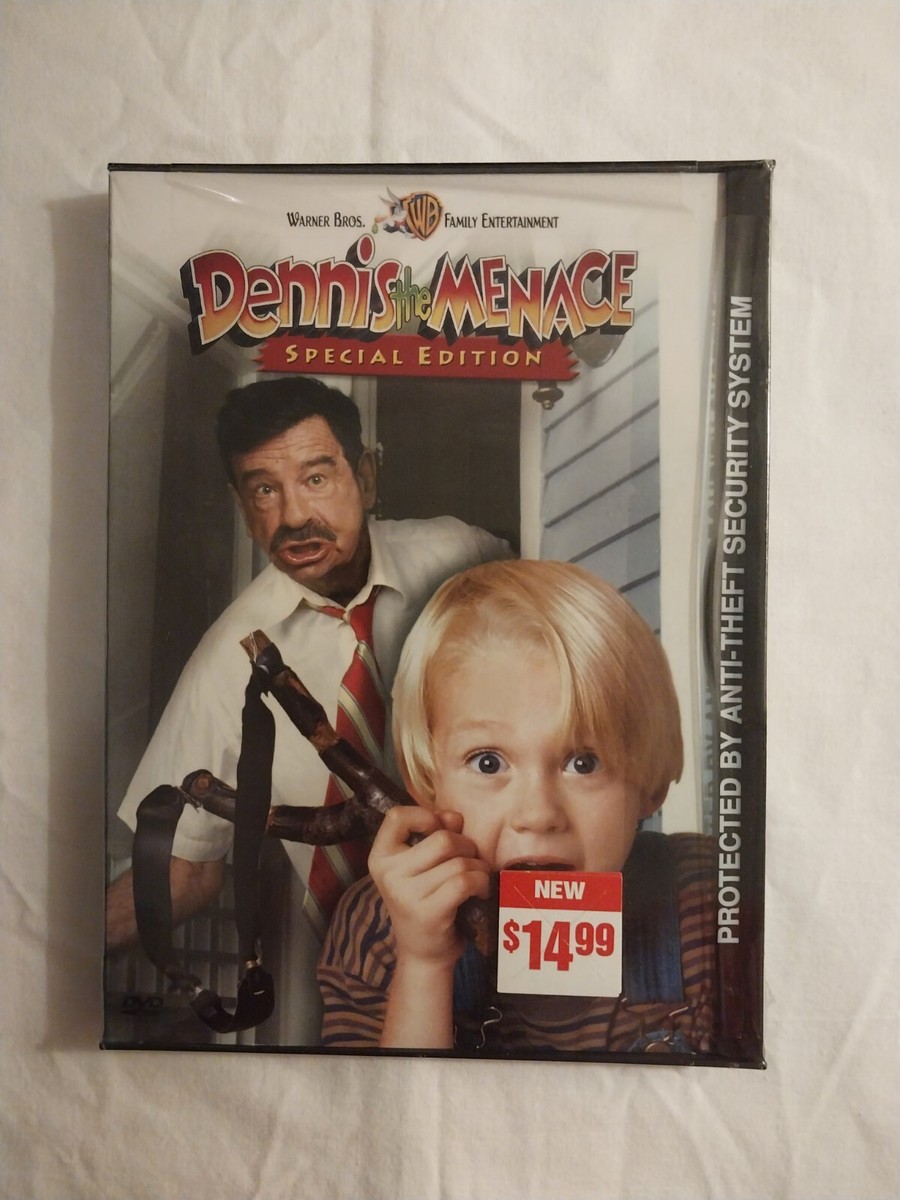 WARNER BROS. WB FAMILY ENTERTAINMENT
Dennis the MENACE
SPECIAL EDITION
NEW
$14.99
DVD
PROTECTED BY ANTI-THEFT SECURITY SYSTEM